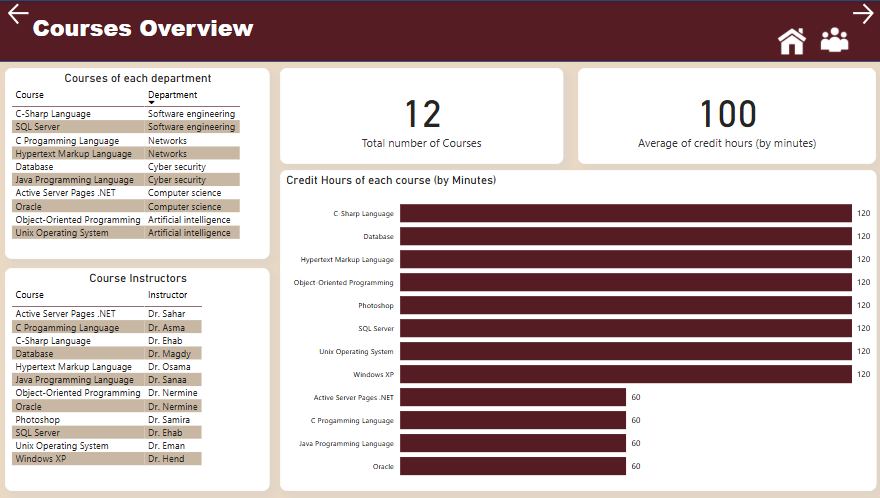 Courses Overview
Courses of each department
Course Department
C-Sharp Language Software engineering
SQL Server Software engineering
C Progamming Language Networks
Hypertext Markup Language Networks
Database Cyber security
Java Programming Language Cyber security
Active Server Pages .NET Computer science
Oracle Computer science
Object-Oriented Programming Artificial intelligence
Unix Operating System Artificial intelligence
12
Total number of Courses
100
Average of credit hours (by minutes)
Course Instructors
Course Instructor
Active Server Pages .NET Dr. Sahar
C Progamming Language Dr. Asma
C-Sharp Language Dr. Ehab
Database Dr. Magdy
Hypertext Markup Language Dr. Osama
Java Programming Language Dr. Sanaa
Object-Oriented Programming Dr. Nermine
Oracle Dr. Nermine
Photoshop Dr. Samira
SQL Server Dr. Ehab
Unix Operating System Dr. Eman
Windows XP Dr. Hend
Credit Hours of each course (by Minutes)
C-Sharp Language 120
Database 120
Hypertext Markup Language 120
Object-Oriented Programming 120
Photoshop 120
SQL Server 120
Unix Operating System 120
Windows XP 120
Active Server Pages .NET 60
C Progamming Language 60
Java Programming Language 60
Oracle 60